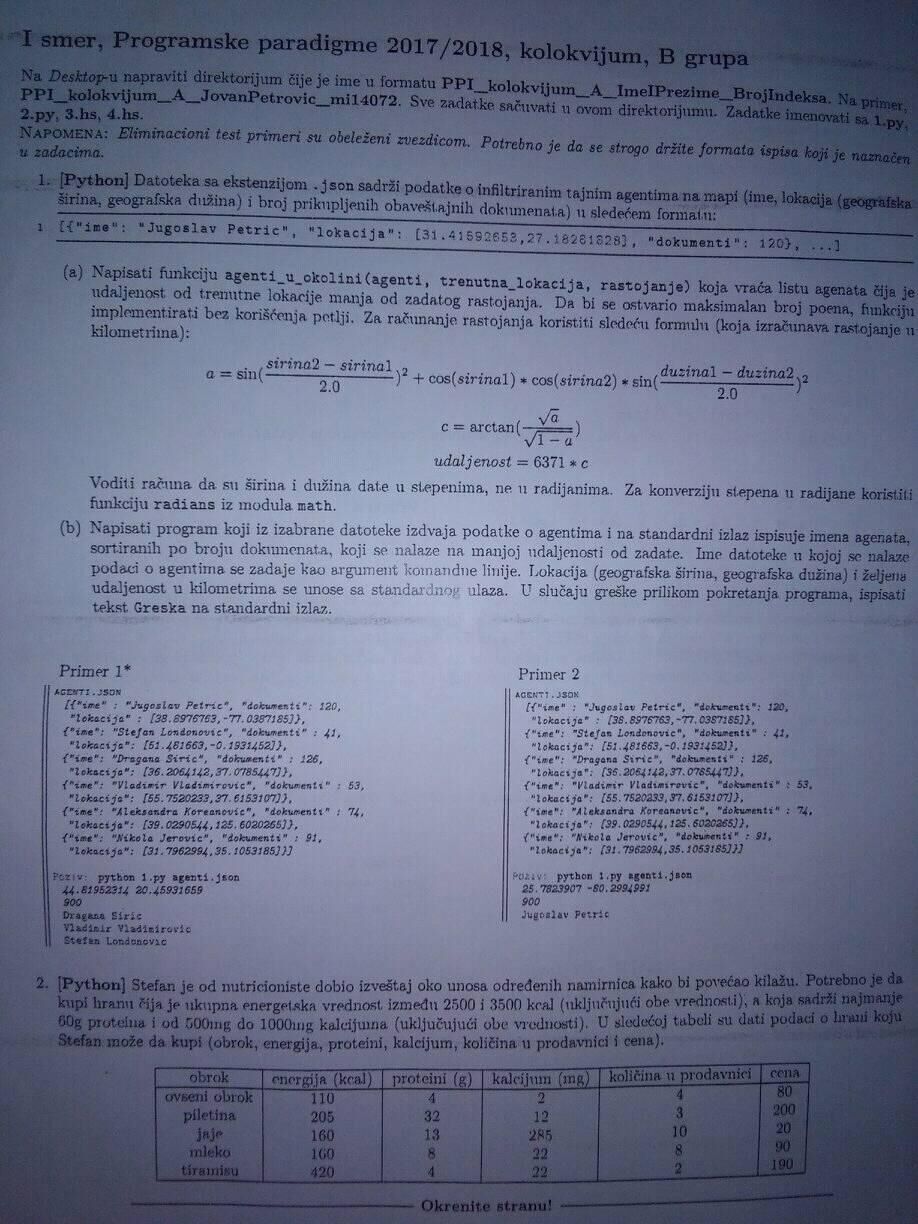 I smer, Programske paradigme 2017/2018, kolokvijum, B grupa
Na Desktop-u napraviti direktorijum čije je ime u formatu PPI_kolokvijum_A_ImeIPrezime_BrojIndeksa. Na primer,
PPI_kolokvijum_A_JovanPetrovic_mi14072. Sve zadatke sačuvati u ovom direktorijumu. Zadatke imenovati sa 1.py,
2.py, 3.hs, 4.hs.
NAPOMENA: Eliminacioni test primeri su obeleženi zvezdicom. Potrebno je da se strogo držite formata ispisa koji je naznačen
u zadacima.
1. [Python] Datoteka sa ekstenzijom .json sadrži podatke o infiltriranim tajnim agentima na mapi (ime, lokacija (geografska
širina, geografska dužina) i broj prikupljenih obaveštajnih dokumenata) u sledećem formatu:
1 [{"ime": "Jugoslav Petric", "lokacija": [31.41592653,27.18281828], "dokumenti": 120}, ...]
(a) Napisati funkciju agenti_u_okolini(agenti, trenutna_lokacija, rastojanje) koja vraća listu agenata čija je
udaljenost od trenutne lokacije manja od zadatog rastojanja. Da bi se ostvario maksimalan broj poena, funkciju
implementirati bez korišćenja petlji. Za računanje rastojanja koristiti sledeću formulu (koja izračunava rastojanje u
kilometrima):
a = sin(\frac{sirina2 − sirina1}{2.0})² + cos(sirina1) ∗ cos(sirina2) ∗ sin(\frac{duzina1 − duzina2}{2.0})²
c = arctan(\frac{√a}{√1 − a})
udaljenost = 6371 ∗ c
Voditi računa da su širina i dužina date u stepenima, ne u radijanima. Za konverziju stepena u radijane koristiti
funkciju radians iz modula math.
(b) Napisati program koji iz izabrane datoteke izdvaja podatke o agentima i na standardni izlaz ispisuje imena agenata,
sortiranih po broju dokumenata, koji se nalaze na manjoj udaljenosti od zadate. Ime datoteke u kojoj se nalaze
podaci o agentima se zadaje kao argument komandne linije. Lokacija (geografska širina, geografska dužina) i željena
udaljenost u kilometrima se unose sa standardnog ulaza. U slučaju greške prilikom pokretanja programa, ispisati
tekst Greska na standardni izlaz.
Primer 1*
AGENTI.JSON
[{"ime" : "Jugoslav Petric", "dokumenti": 120,
"lokacija" : [38.8976763,-77.0387185]},
{"ime": "Stefan Londonovic", "dokumenti" : 41,
"lokacija": [51.481663,-0.1931452]},
{"ime": "Dragana Siric", "dokumenti" : 126,
"lokacija": [36.2064142,37.0785447]},
{"ime": "Vladimir Vladimirovic", "dokumenti" : 53,
"lokacija": [55.7520233,37.6153107]},
{"ime": "Aleksandra Koreanovic", "dokumenti" : 74,
"lokacija": [39.0290544,125.6020265]},
{"ime": "Nikola Jerovic", "dokumenti" : 91,
"lokacija": [31.7962994,35.1053185]}]
POZIV: python 1.py agenti.json
44.81952314 20.45931659
900
Dragana Siric
Vladimir Vladimirovic
Stefan Londonovic
Primer 2
AGENTI.JSON
[{"ime" : "Jugoslav Petric", "dokumenti": 120,
"lokacija" : [38.8976763,-77.0387185]},
{"ime": "Stefan Londonovic", "dokumenti" : 41,
"lokacija": [51.481663,-0.1931452]},
{"ime": "Dragana Siric", "dokumenti" : 126,
"lokacija": [36.2064142,37.0785447]},
{"ime": "Vladimir Vladimirovic", "dokumenti" : 53,
"lokacija": [55.7520233,37.6153107]},
{"ime": "Aleksandra Koreanovic", "dokumenti" : 74,
"lokacija": [39.0290544,125.6020265]},
{"ime": "Nikola Jerovic", "dokumenti" : 91,
"lokacija": [31.7962994,35.1053185]}]
POZIV: python 1.py agenti.json
25.7823907 -80.2994991
900
Jugoslav Petric
2. [Python] Stefan je od nutricioniste dobio izveštaj oko unosa određenih namirnica kako bi povećao kilažu. Potrebno je da
kupi hranu čija je ukupna energetska vrednost između 2500 i 3500 kcal (uključujući obe vrednosti), a koja sadrži najmanje
60g proteina i od 500mg do 1000mg kalcijuma (uključujući obe vrednosti). U sledećoj tabeli su dati podaci o hrani koju
Stefan može da kupi (obrok, energija, proteini, kalcijum, količina u prodavnici i cena).
obrok energija (kcal) proteini (g) kalcijum (mg) količina u prodavnici cena
ovseni obrok 110 4 2 4 80
piletina 205 32 12 3 200
jaje 160 13 285 10 20
mleko 160 8 22 8 90
tiramisu 420 4 22 2 190
Okrenite stranu!